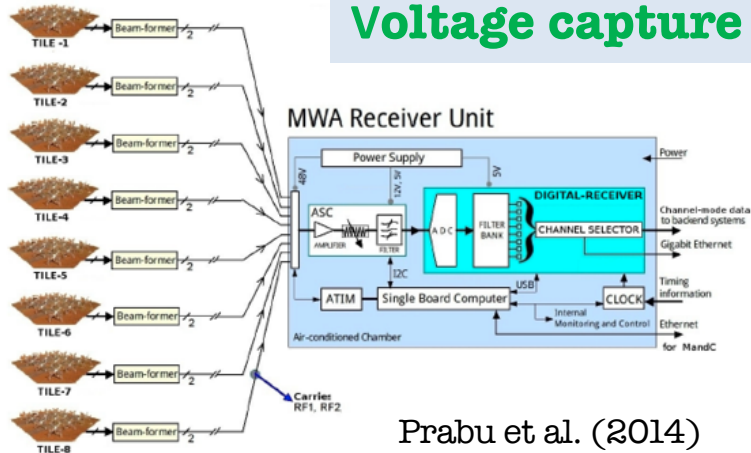 Voltage capture
TILE -1
Beam-former
2
TILE-2
Beam-former
2
TILE-3
Beam-former
2
TILE-4
Beam-former
2
TILE-5
Beam-former
2
TILE-6
Beam-former
2
TILE-7
Beam-former
2
TILE-8
Beam-former
2
Carries
RF1, RF2
MWA Receiver Unit
Power Supply
48V
12V, 5V
5V
ASC
AMPLIFIER
FILTER
DIGITAL-RECEIVER
ADC
FILTER
BANK
CHANNEL SELECTOR
I2C
USB
ATIM
Single Board Computer
CLOCK
Internal
Monitoring and Control
Air-conditioned Chamber
Power
Channel-mode data
to backend systems
Gigabit Ethernet
Timing
information
Ethernet
for MandC
Prabu et al. (2014)